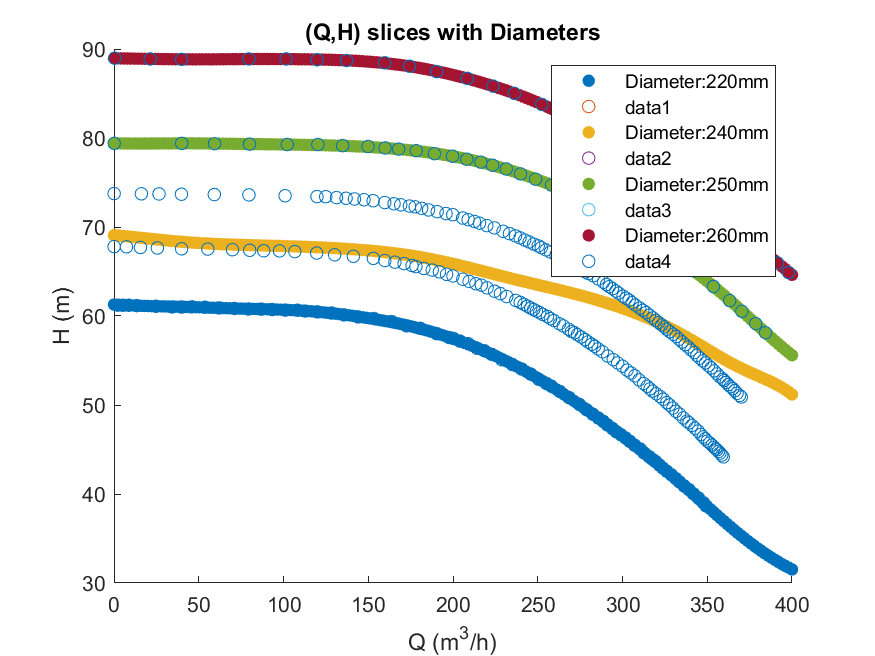 (Q,H) slices with Diameters
90
80
70
60
50
40
30
H (m)
0 50 100 150 200 250 300 350 400
Q (m³/h)
Diameter:220mm
data1
Diameter:240mm
data2
Diameter:250mm
data3
Diameter:260mm
data4